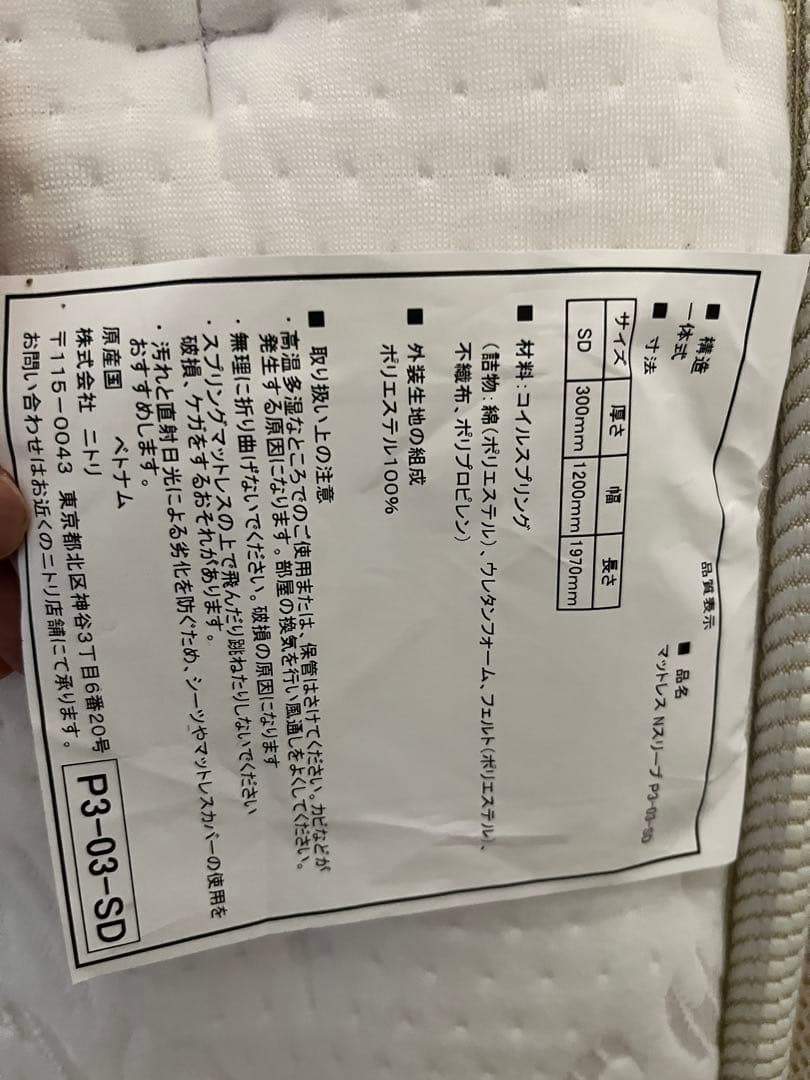 品質表示
■ 品名
マットレス Nスリープ P3-03-SD
■ 構造
一体式
■ 寸法
サイズ 厚さ 幅 長さ
SD 300mm 1200mm 1970mm
■ 材料：コイルスプリング
(詰物：綿(ポリエステル)、ウレタンフォーム、フェルト(ポリエステル)、
不織布、ポリプロピレン)
■ 外装生地の組成
ポリエステル100%
■ 取り扱い上の注意
・高温多湿なところでのご使用または、保管はさけてください。カビなどが
発生する原因になります。部屋の換気を行い風通しをよくしてください。
・無理に折り曲げないでください。破損の原因になります
・スプリングマットレスの上で飛んだり跳ねたりしないでください
破損、ケガをするおそれがあります。
・汚れと直射日光による劣化を防ぐため、シーツやマットレスカバーの使用を
おすすめします。
原産国 ベトナム
株式会社 ニトリ
〒115-0043 東京都北区神谷3丁目6番20号
お問い合わせはお近くのニトリ店舗にて承ります。
P3-03-SD